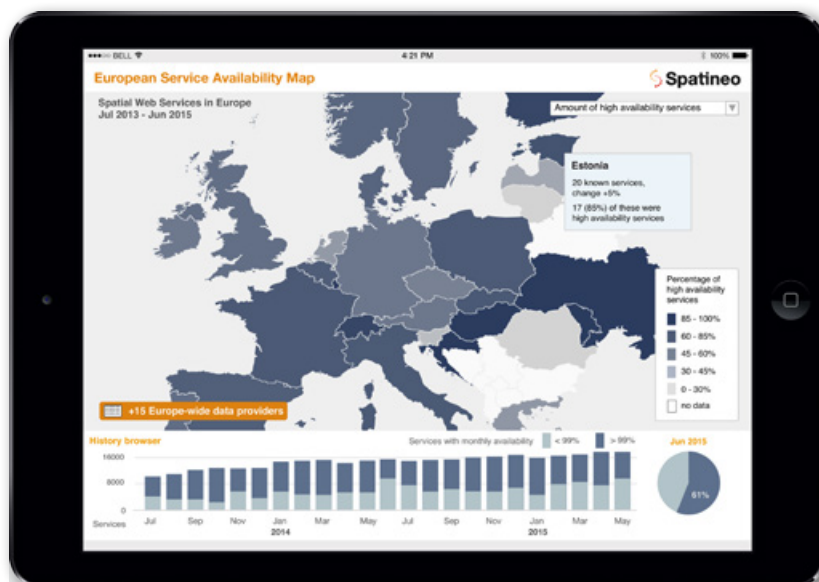 BELL
4:21 PM
100%
European Service Availability Map
Spatineo
Spatial Web Services in Europe
Jul 2013 - Jun 2015
Amount of high availability services
Estonia
20 known services,
change +5%
17 (85%) of these were
high availability services
Percentage of
high availability
services
85 - 100%
60 - 85%
45 - 60%
30 - 45%
0 - 30%
no data
+15 Europe-wide data providers
History browser
Services with monthly availability < 99% > 99%
Jun 2015
16000
8000
0
61%
Services
Jul Sep Nov Jan Mar May Jul Sep Nov Jan Mar May
2014 2015